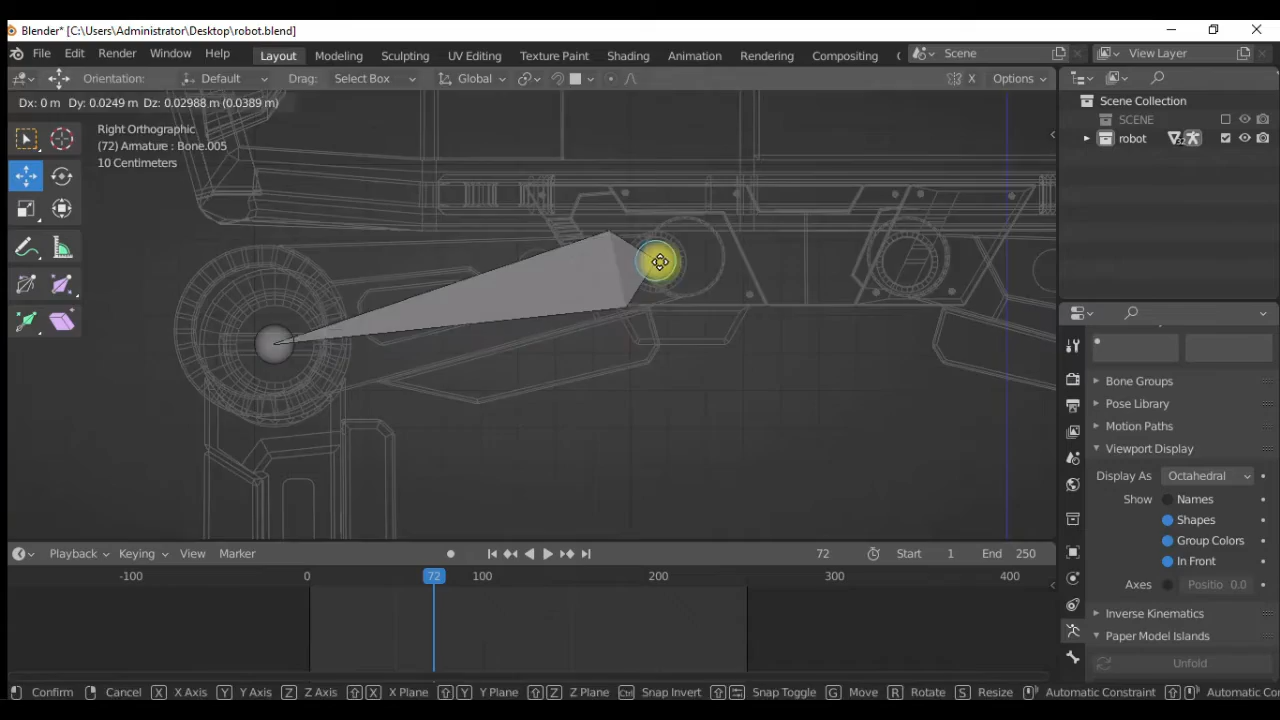 Blender* [C:\Users\Administrator\Desktop\robot.blend]
File Edit Render Window Help Layout Modeling Sculpting UV Editing Texture Paint Shading Animation Rendering Compositing Scene View Layer
Orientation: Default Drag: Select Box Global X Options
Dx: 0 m Dy: 0.0249 m Dz: 0.02988 m (0.0389 m)
Scene Collection
Right Orthographic
SCENE
(72) Armature : Bone.005
robot 32
10 Centimeters
Bone Groups
Pose Library
Motion Paths
Viewport Display
Display As Octahedral
Show Names
Shapes
Group Colors
In Front
Axes Positio 0.0
Playback Keying View Marker 72 Start 1 End 250
-100 0 72 100 200 300 400
Inverse Kinematics
Paper Model Islands
Unfold
Confirm Cancel X X Axis Y Y Axis Z Z Axis X X Plane Y Y Plane Z Z Plane Ctrl Snap Invert Snap Toggle G Move R Rotate S Resize Automatic Constraint Automatic Co